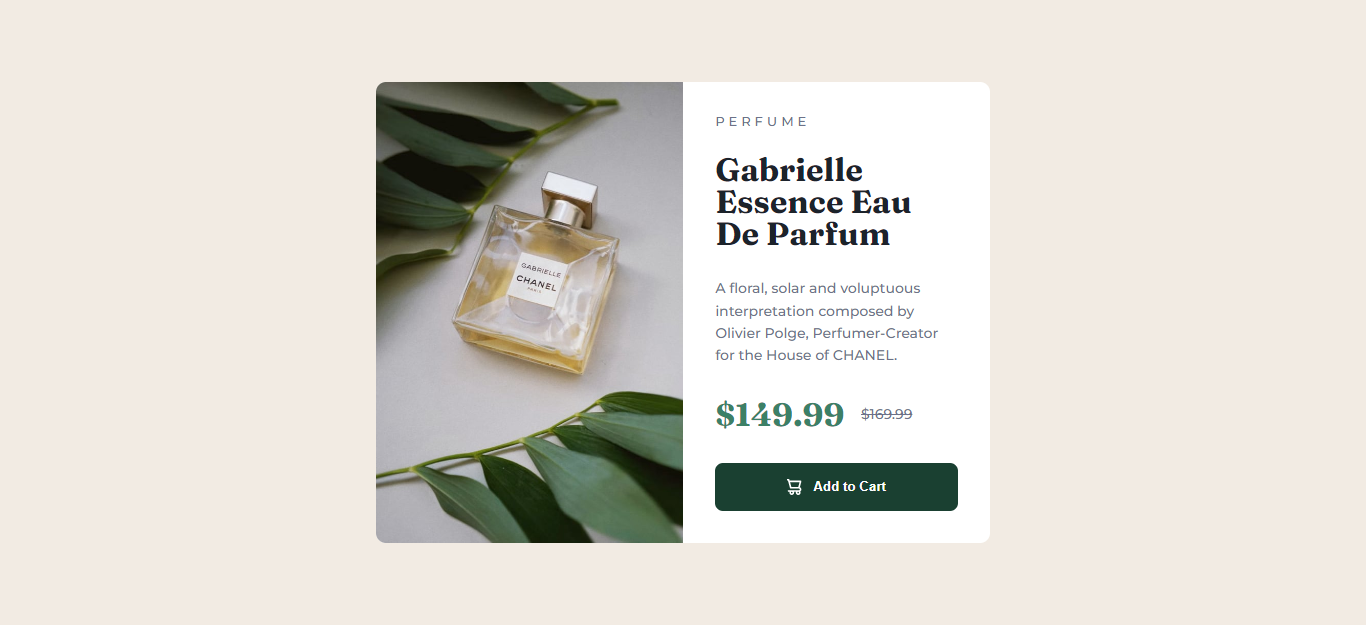 GABRIELLE
CHANEL
PARIS
PERFUME
Gabrielle
Essence Eau
De Parfum
A floral, solar and voluptuous
interpretation composed by
Olivier Polge, Perfumer-Creator
for the House of CHANEL.
$149.99 $169.99
Add to Cart